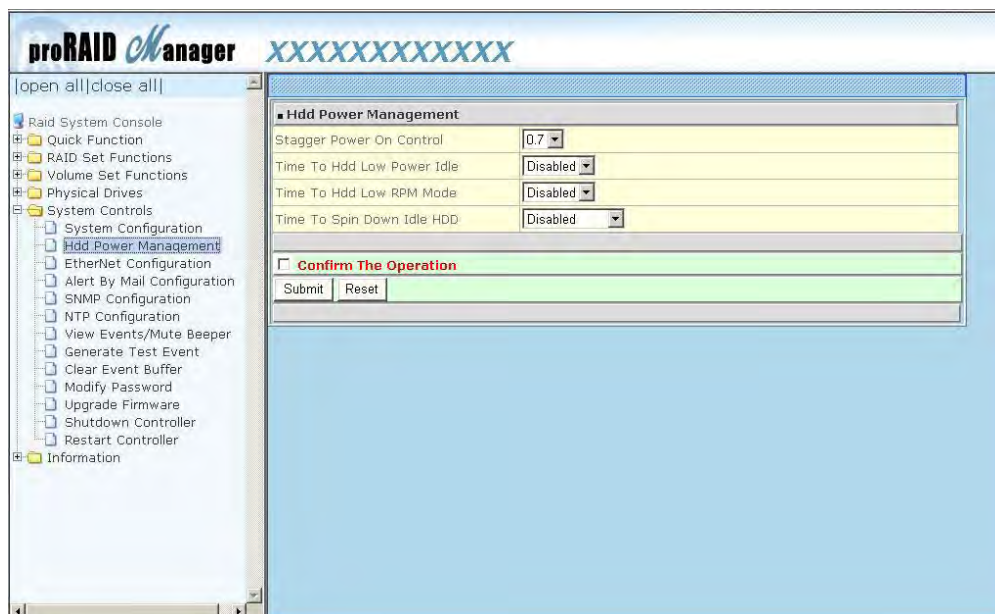 proRAID Manager XXXXXXXXXXXX
|open all|close all|
Raid System Console
Quick Function
RAID Set Functions
Volume Set Functions
Physical Drives
System Controls
System Configuration
Hdd Power Management
EtherNet Configuration
Alert By Mail Configuration
SNMP Configuration
NTP Configuration
View Events/Mute Beeper
Generate Test Event
Clear Event Buffer
Modify Password
Upgrade Firmware
Shutdown Controller
Restart Controller
Information
Hdd Power Management
Stagger Power On Control 0.7
Time To Hdd Low Power Idle Disabled
Time To Hdd Low RPM Mode Disabled
Time To Spin Down Idle HDD Disabled
Confirm The Operation
Submit Reset